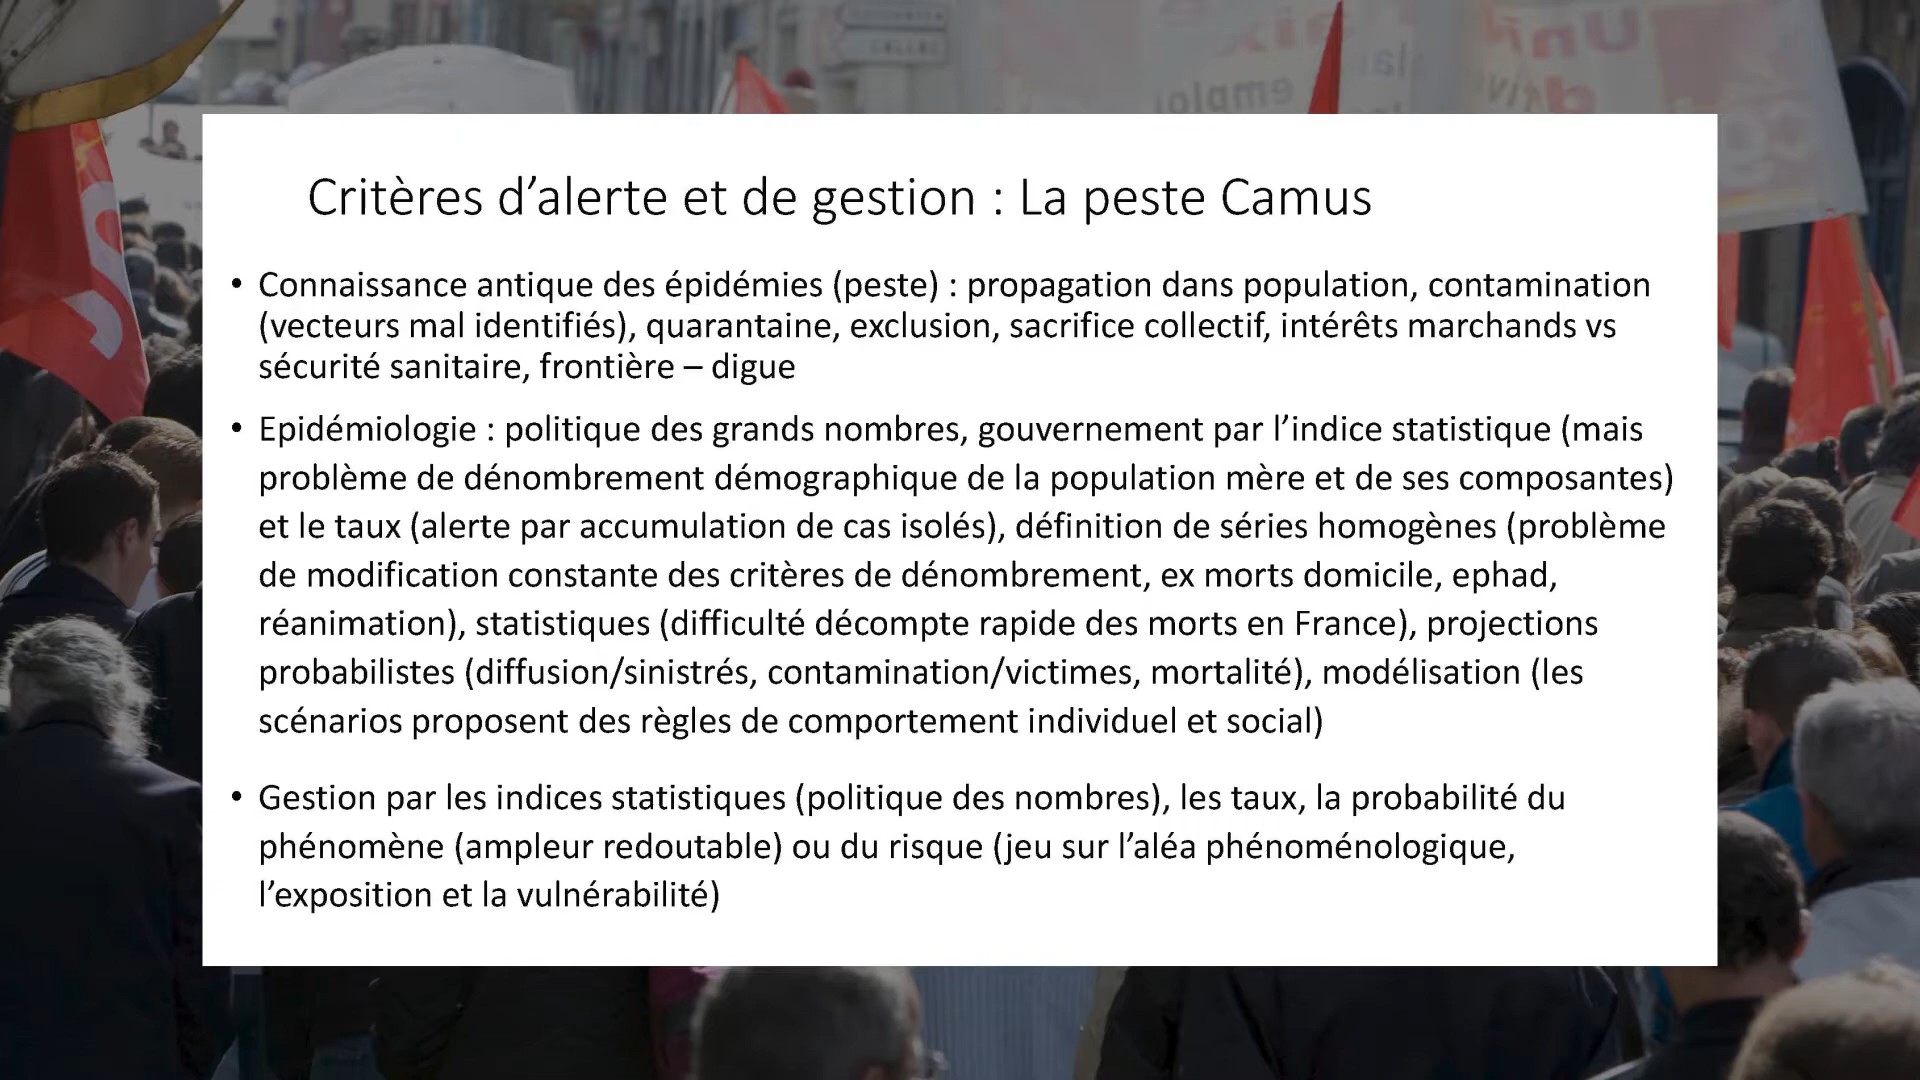 Critères d’alerte et de gestion : La peste Camus
• Connaissance antique des épidémies (peste) : propagation dans population, contamination
(vecteurs mal identifiés), quarantaine, exclusion, sacrifice collectif, intérêts marchands vs
sécurité sanitaire, frontière – digue
• Epidémiologie : politique des grands nombres, gouvernement par l’indice statistique (mais
problème de dénombrement démographique de la population mère et de ses composantes)
et le taux (alerte par accumulation de cas isolés), définition de séries homogènes (problème
de modification constante des critères de dénombrement, ex morts domicile, ephad,
réanimation), statistiques (difficulté décompte rapide des morts en France), projections
probabilistes (diffusion/sinistrés, contamination/victimes, mortalité), modélisation (les
scénarios proposent des règles de comportement individuel et social)
• Gestion par les indices statistiques (politique des nombres), les taux, la probabilité du
phénomène (ampleur redoutable) ou du risque (jeu sur l’aléa phénoménologique,
l’exposition et la vulnérabilité)